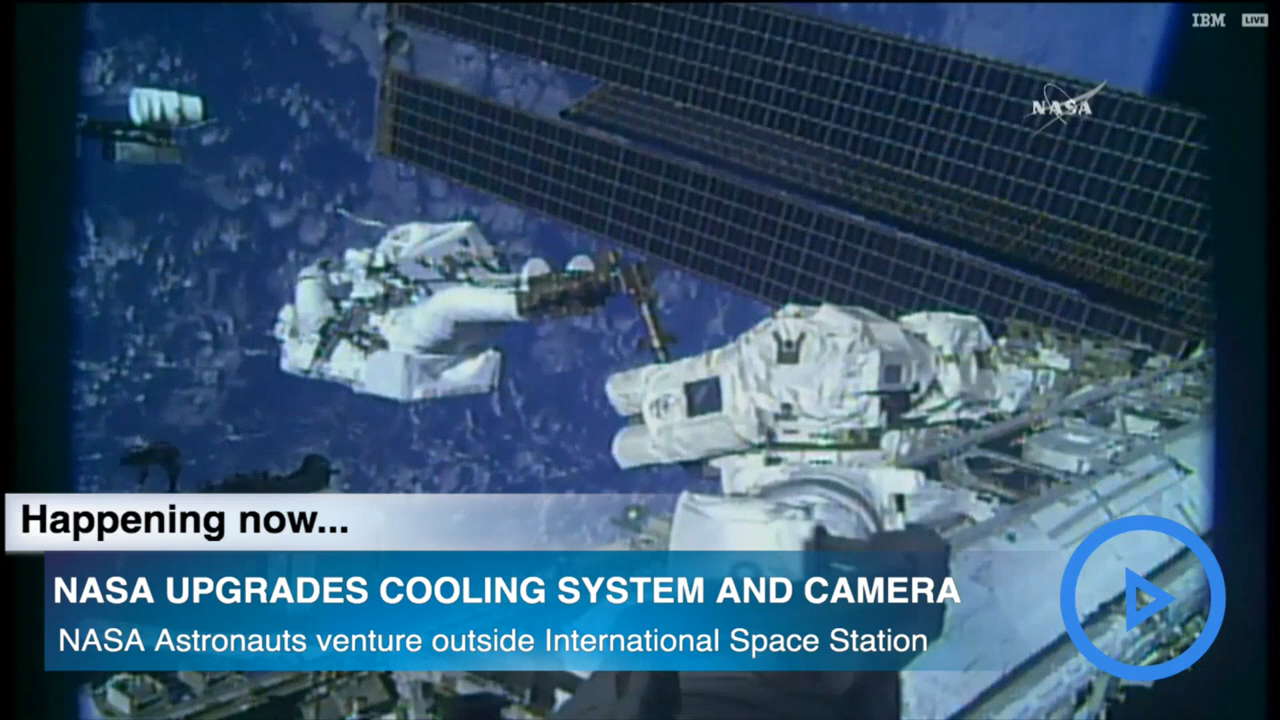 IBM LIVE
NASA
Happening now...
NASA UPGRADES COOLING SYSTEM AND CAMERA
NASA Astronauts venture outside International Space Station